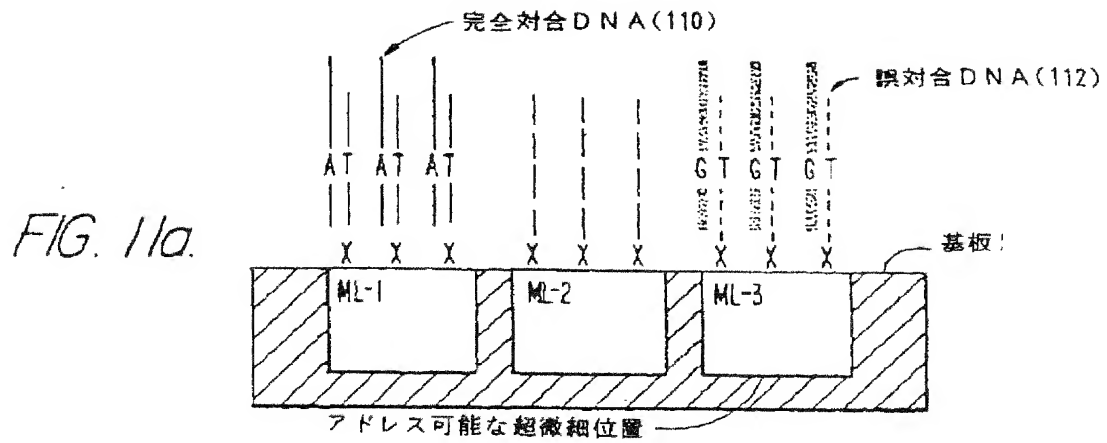 完全対合DNA(110)
誤対合DNA(112)
A T A T A T
G T G T G T
FIG. 11a.
X X X X X X X X X
基板
ML-1 ML-2 ML-3
アドレス可能な超微細位置